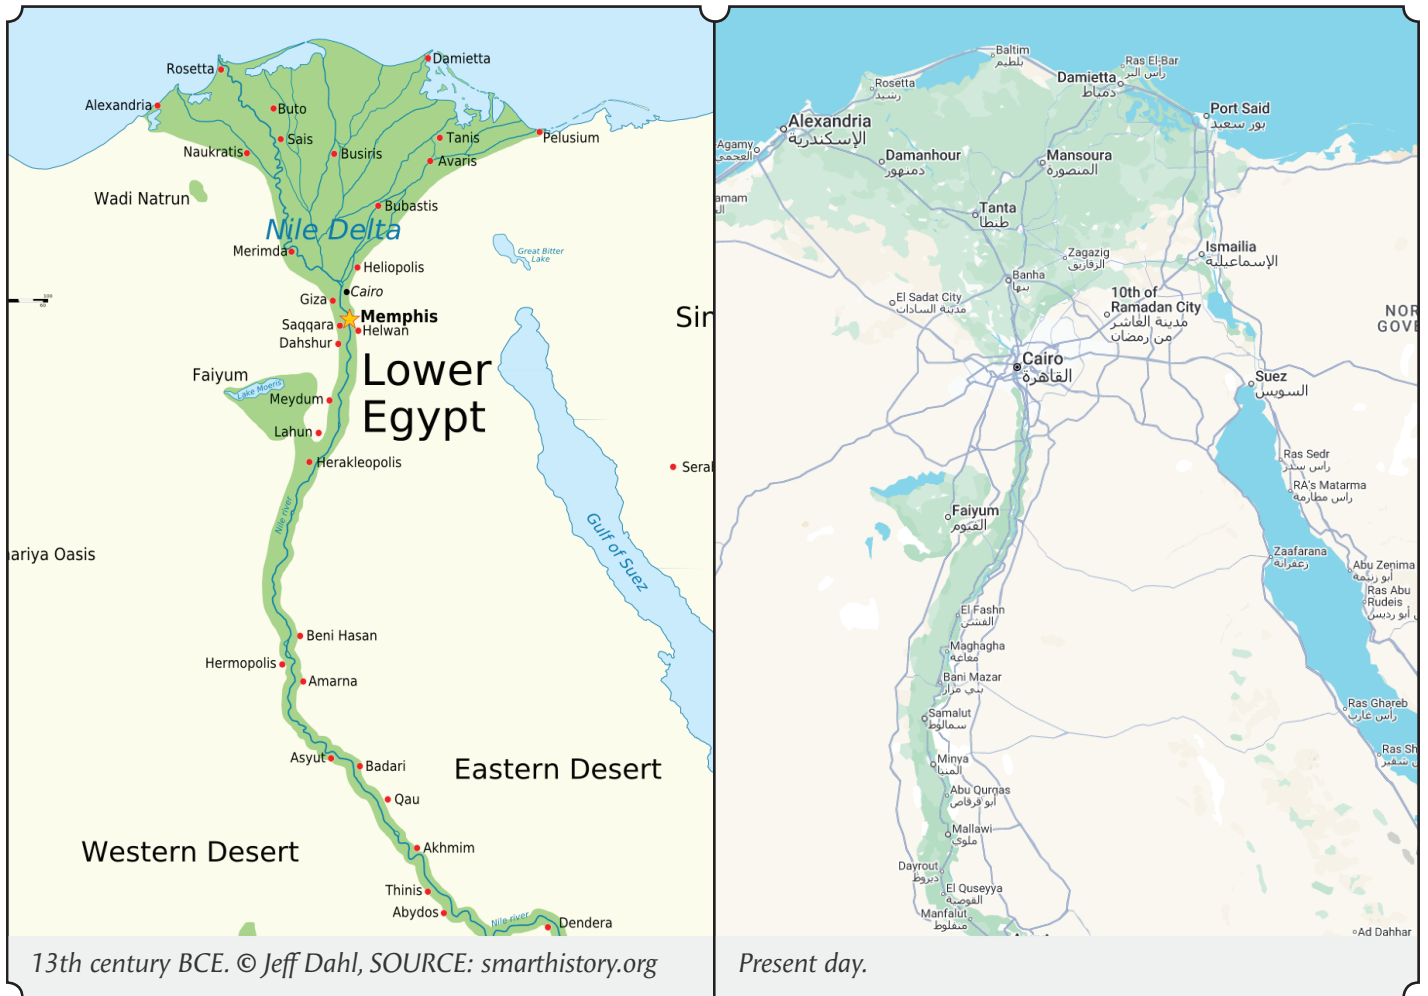 Rosetta
Damietta
Alexandria
Buto
Sais
Tanis
Pelusium
Naukratis
Busiris
Avaris
Wadi Natrun
Bubastis
Nile Delta
Merimda
Great Bitter
Lake
Heliopolis
Cairo
Giza
Memphis
Saqqara
Helwan
Dahshur
Sin
Lower
Egypt
Faiyum
Lake Moeris
Meydum
Lahun
Herakleopolis
Serab
Nile river
Gulf of Suez
hariya Oasis
Beni Hasan
Hermopolis
Amarna
Asyut
Badari
Eastern Desert
Qau
Western Desert
Akhmim
Thinis
Abydos
Nile river
Dendera
13th century BCE. © Jeff Dahl, SOURCE: smarthistory.org
Baltim
بلطيم
Ras El-Bar
راس البر
Rosetta
رشيد
Damietta
دمياط
Port Said
بور سعيد
Alexandria
الإسكندرية
Agamy
العجمي
Damanhour
دمنهور
Mansoura
المنصورة
Tanta
طنطا
Ismailia
الإسماعيلية
Zagazig
الزقازيق
Banha
بنها
El Sadat City
مدينة السادات
10th of
Ramadan City
مدينة العاشر
من رمضان
NOR
GOVE
Cairo
القاهرة
Suez
السويس
Ras Sedr
راس سدر
RA's Matarma
راس مطارمة
Faiyum
الفيوم
Zaafarana
زعفرانة
Abu Zenima
أبو زنيمة
Ras Abu
Rudeis
El Fashn
الفشن
Maghagha
مغاغة
Bani Mazar
بني مزار
Samalut
سمالوط
Ras Ghareb
رأس غارب
Ras Sh
Minya
المنيا
Abu Qurqas
أبو قرقاص
Mallawi
ملوي
Dayrout
ديروط
El Quseyya
القوصية
Manfalut
منفلوط
Ad Dahhar
Present day.